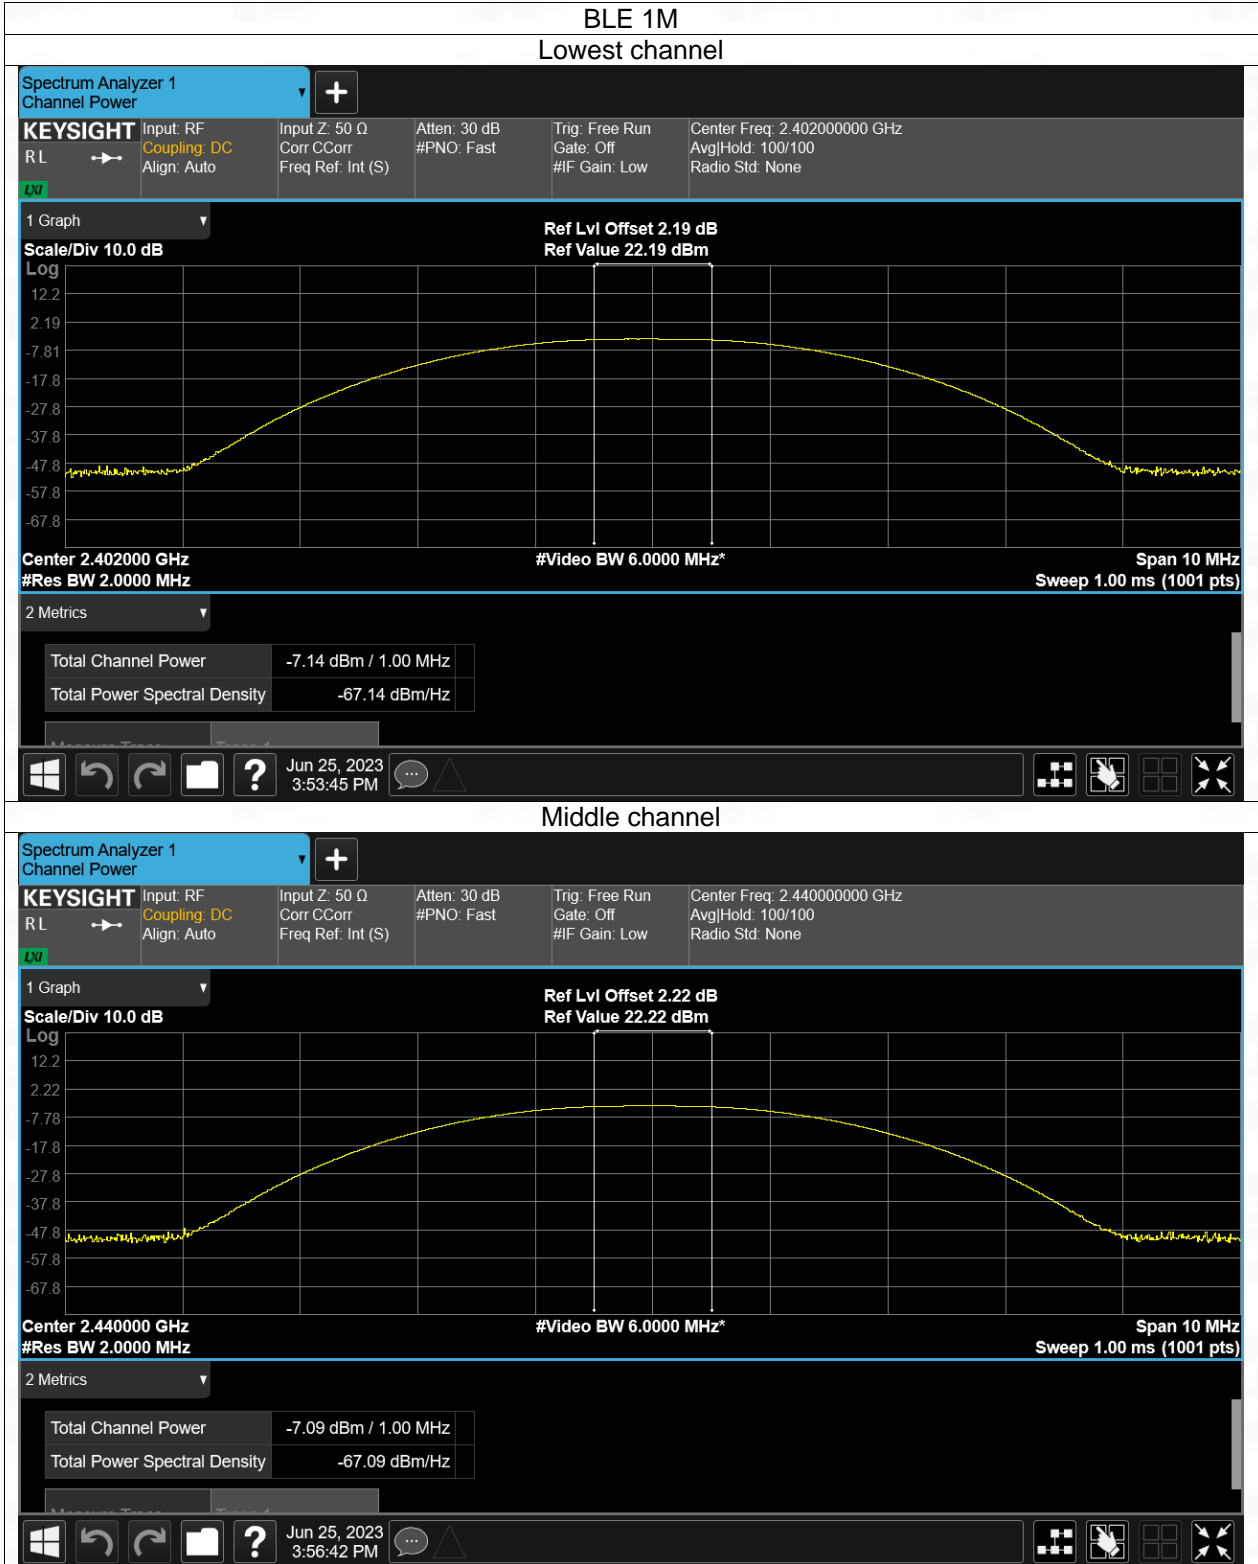 BLE 1M
Lowest channel
Spectrum Analyzer 1
Channel Power
KEYSIGHT
R L
LXI
Input: RF
Coupling: DC
Align: Auto
Input Z: 50 Ω
Corr CCorr
Freq Ref: Int (S)
Atten: 30 dB
#PNO: Fast
Trig: Free Run
Gate: Off
#IF Gain: Low
Center Freq: 2.402000000 GHz
Avg|Hold: 100/100
Radio Std: None
1 Graph
Scale/Div 10.0 dB
Ref Lvl Offset 2.19 dB
Ref Value 22.19 dBm
Log
12.2
2.19
-7.81
-17.8
-27.8
-37.8
-47.8
-57.8
-67.8
Center 2.402000 GHz
#Video BW 6.0000 MHz*
Span 10 MHz
#Res BW 2.0000 MHz
Sweep 1.00 ms (1001 pts)
2 Metrics
Total Channel Power -7.14 dBm / 1.00 MHz
Total Power Spectral Density -67.14 dBm/Hz
Measure Trace Trace 1
?
Jun 25, 2023
3:53:45 PM
Middle channel
Spectrum Analyzer 1
Channel Power
KEYSIGHT
R L
LXI
Input: RF
Coupling: DC
Align: Auto
Input Z: 50 Ω
Corr CCorr
Freq Ref: Int (S)
Atten: 30 dB
#PNO: Fast
Trig: Free Run
Gate: Off
#IF Gain: Low
Center Freq: 2.440000000 GHz
Avg|Hold: 100/100
Radio Std: None
1 Graph
Scale/Div 10.0 dB
Ref Lvl Offset 2.22 dB
Ref Value 22.22 dBm
Log
12.2
2.22
-7.78
-17.8
-27.8
-37.8
-47.8
-57.8
-67.8
Center 2.440000 GHz
#Video BW 6.0000 MHz*
Span 10 MHz
#Res BW 2.0000 MHz
Sweep 1.00 ms (1001 pts)
2 Metrics
Total Channel Power -7.09 dBm / 1.00 MHz
Total Power Spectral Density -67.09 dBm/Hz
Measure Trace Trace 1
?
Jun 25, 2023
3:56:42 PM